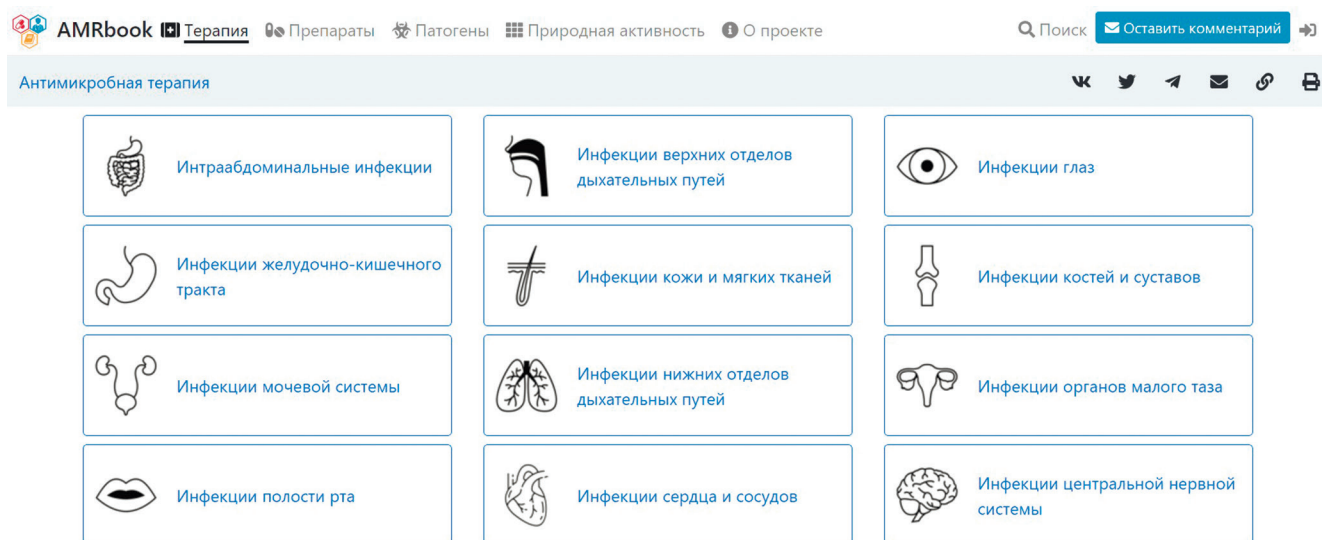 AMRbook Терапия Препараты Патогены Природная активность О проекте Поиск Оставить комментарий
Антимикробная терапия
Интраабдоминальные инфекции
Инфекции верхних отделов
дыхательных путей
Инфекции глаз
Инфекции желудочно-кишечного
тракта
Инфекции кожи и мягких тканей
Инфекции костей и суставов
Инфекции мочевой системы
Инфекции нижних отделов
дыхательных путей
Инфекции органов малого таза
Инфекции полости рта
Инфекции сердца и сосудов
Инфекции центральной нервной
системы